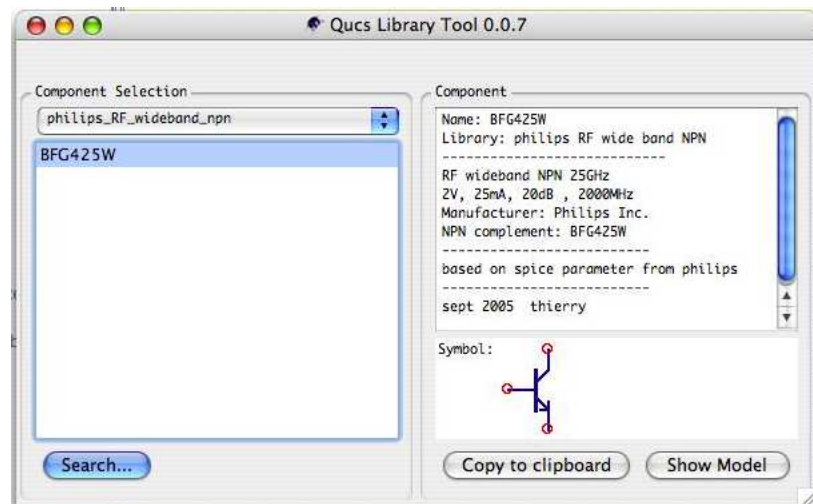 Qucs Library Tool 0.0.7
Component Selection
philips_RF_wideband_npn
BFG425W
Search...
Component
Name: BFG425W
Library: philips RF wide band NPN
----------------------------
RF wideband NPN 25GHz
2V, 25mA, 20dB , 2000MHz
Manufacturer: Philips Inc.
NPN complement: BFG425W
--------------------------
based on spice parameter from philips
--------------------------
sept 2005  thierry
Symbol:
Copy to clipboard
Show Model